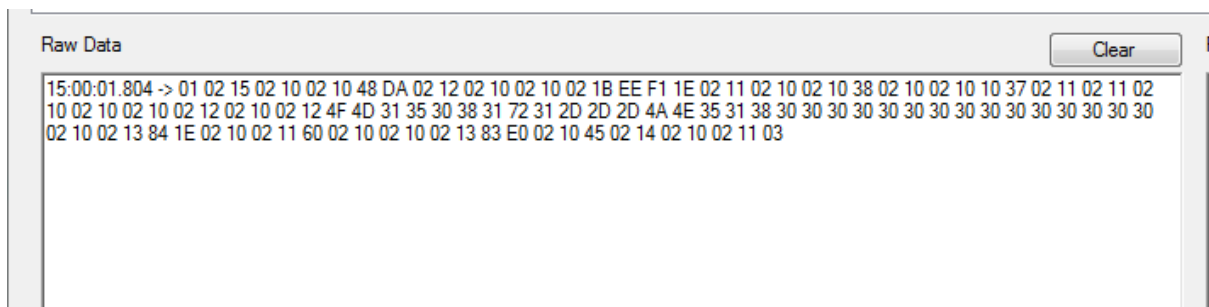 Raw Data
Clear
15:00:01.804 -> 01 02 15 02 10 02 10 48 DA 02 12 02 10 02 10 02 1B EE F1 1E 02 11 02 10 02 10 38 02 10 02 10 10 37 02 11 02 11 02
10 02 10 02 10 02 12 02 10 02 12 4F 4D 31 35 30 38 31 72 31 2D 2D 2D 4A 4E 35 31 38 30 30 30 30 30 30 30 30 30 30 30 30 30
02 10 02 13 84 1E 02 10 02 11 60 02 10 02 10 02 13 83 E0 02 10 45 02 14 02 10 02 11 03